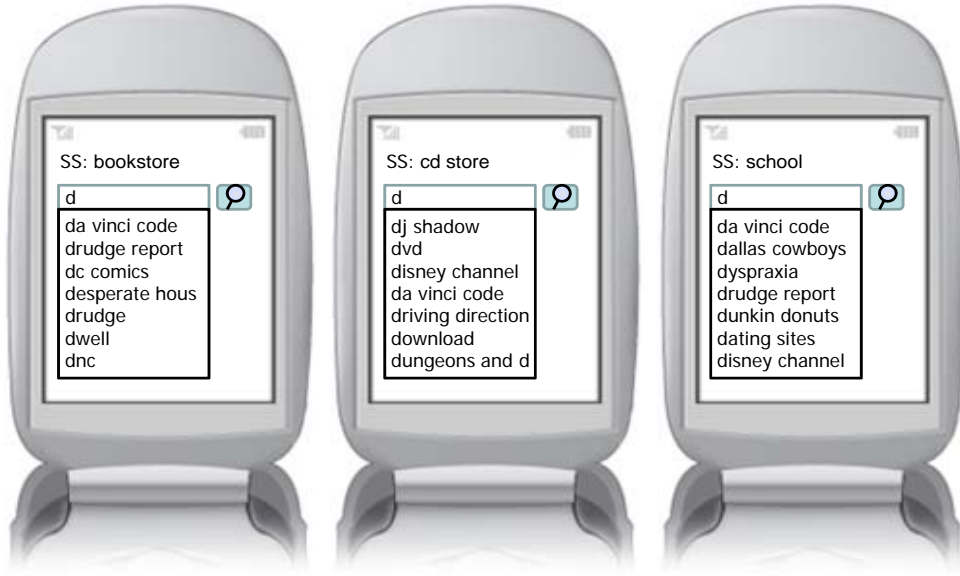 SS: bookstore
d
da vinci code
drudge report
dc comics
desperate hous
drudge
dwell
dnc
SS: cd store
d
dj shadow
dvd
disney channel
da vinci code
driving direction
download
dungeons and d
SS: school
d
da vinci code
dallas cowboys
dyspraxia
drudge report
dunkin donuts
dating sites
disney channel